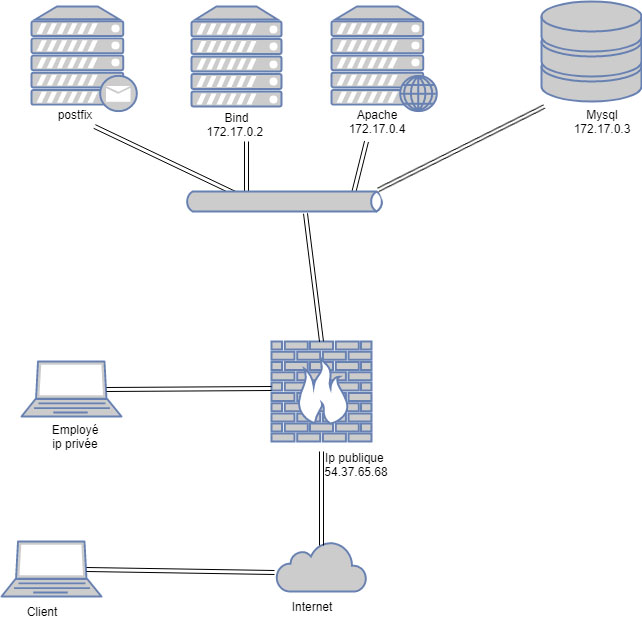 postfix
Bind
172.17.0.2
Apache
172.17.0.4
Mysql
172.17.0.3
Employé
ip privée
Ip publique
54.37.65.68
Client
Internet